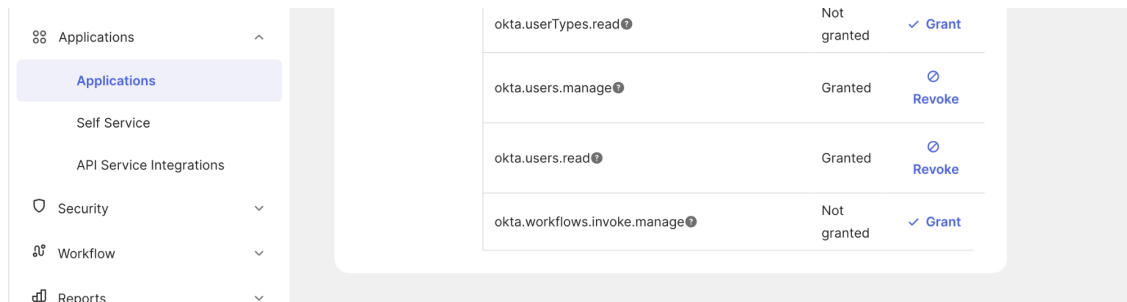 Applications
Applications
Self Service
API Service Integrations
Security
Workflow
Reports
okta.userTypes.read
Not
granted
Grant
okta.users.manage
Granted
Revoke
okta.users.read
Granted
Revoke
okta.workflows.invoke.manage
Not
granted
Grant